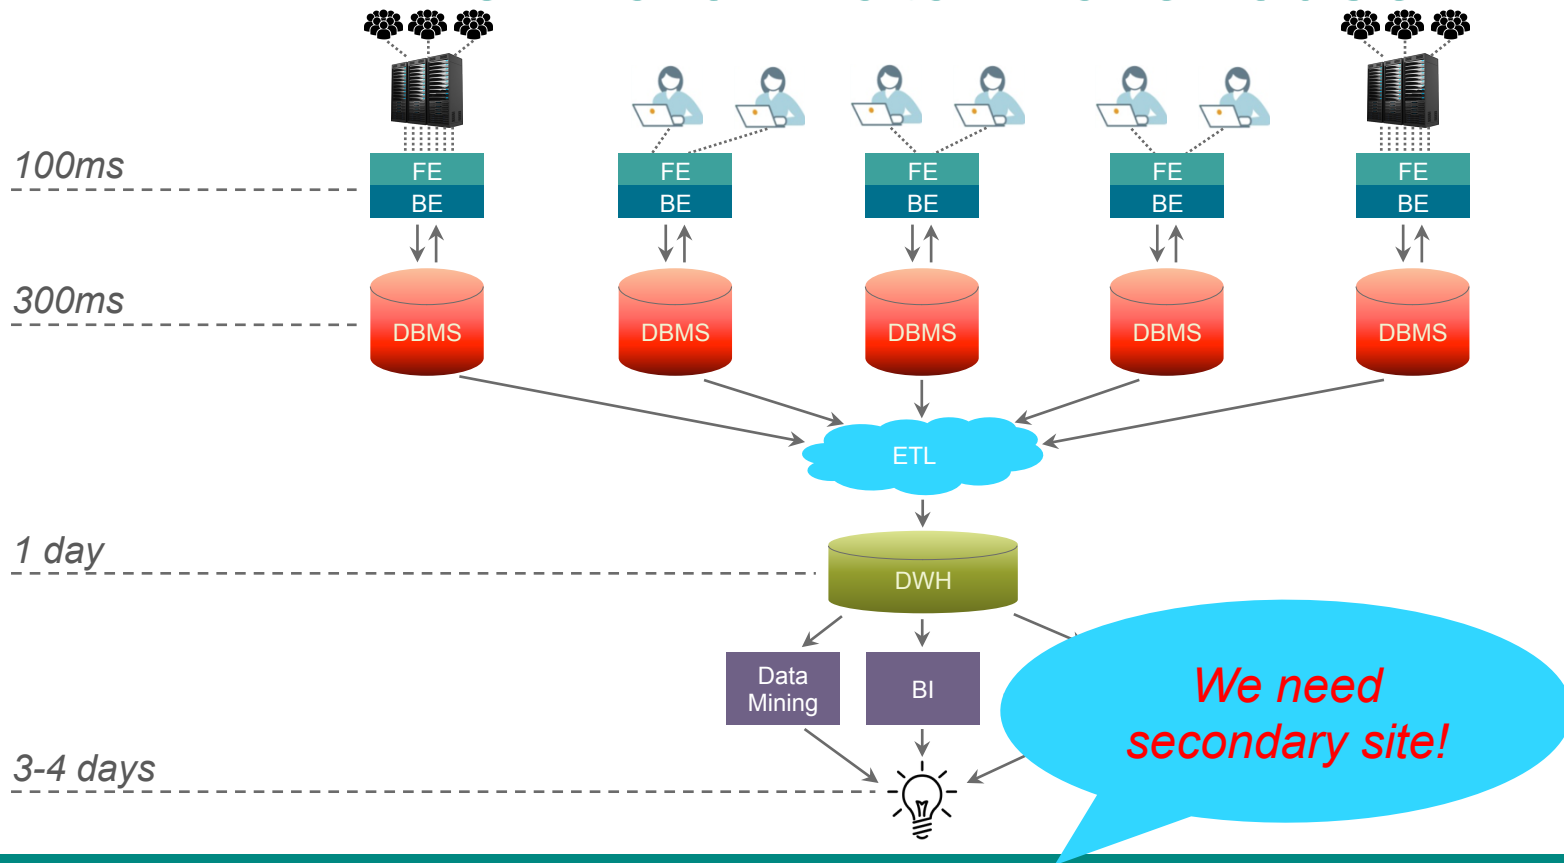 100ms
FE
FE
FE
FE
FE
BE
BE
BE
BE
BE
300ms
DBMS
DBMS
DBMS
DBMS
DBMS
ETL
1 day
DWH
Data
Mining
BI
We need
secondary site!
3-4 days